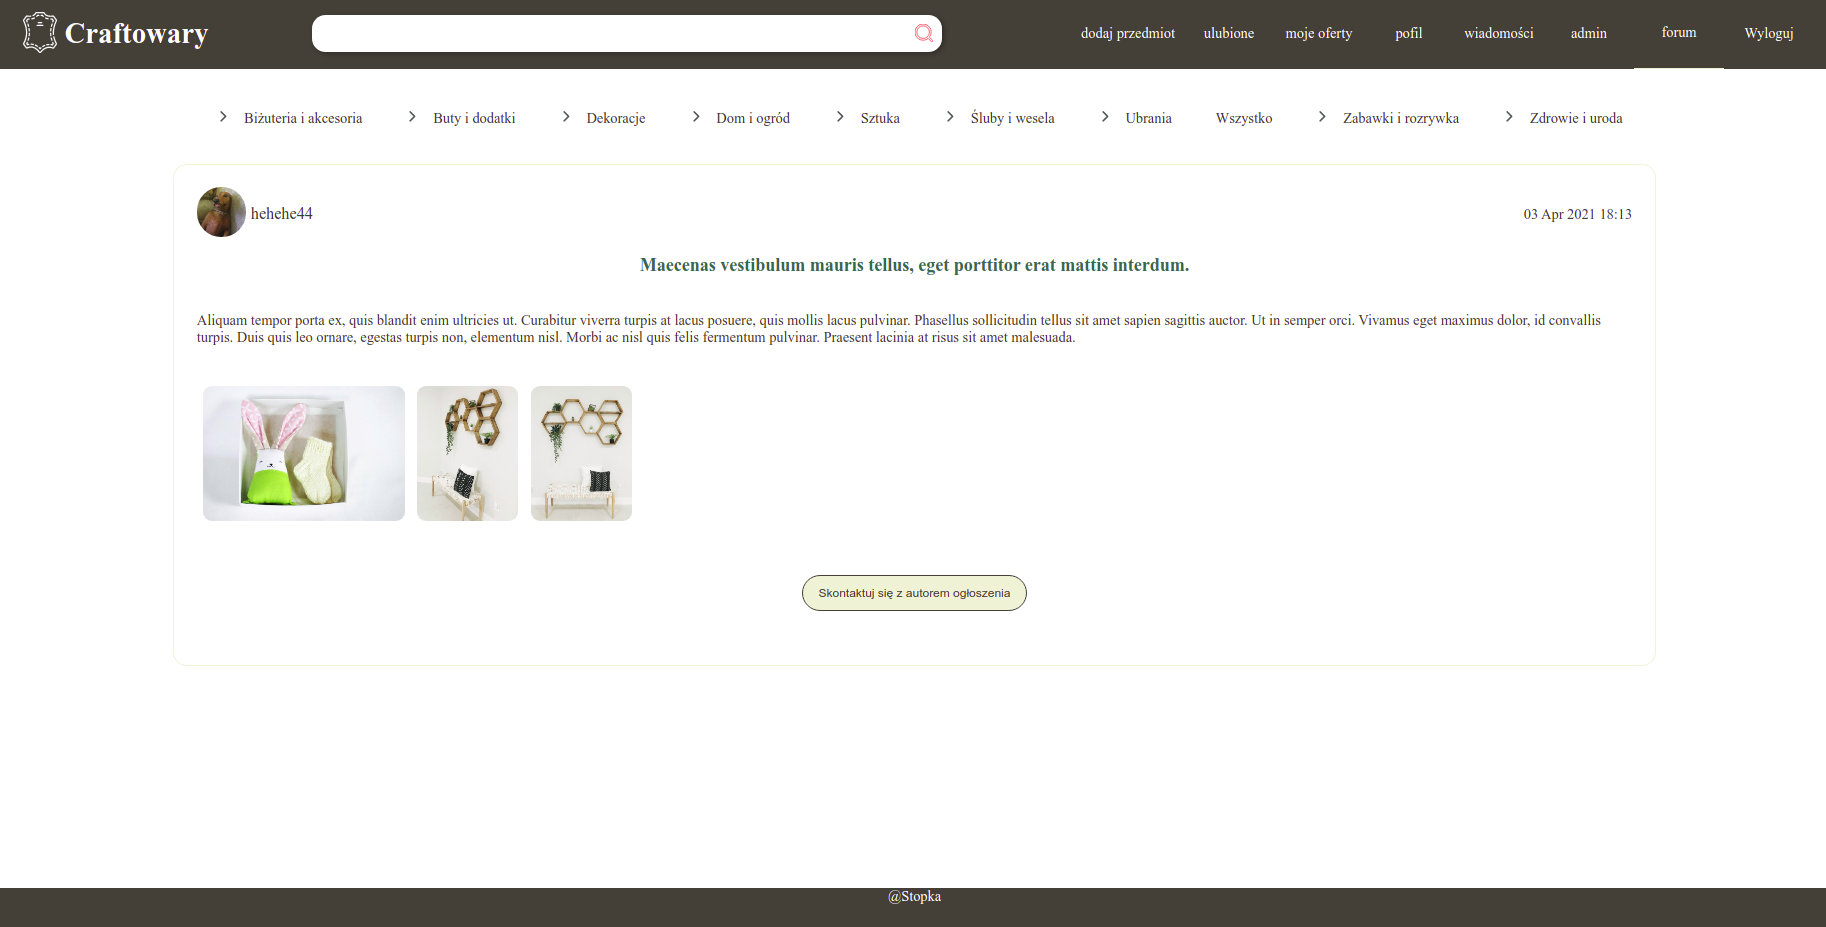 Craftowary
dodaj przedmiot
ulubione
moje oferty
pofil
wiadomości
admin
forum
Wyloguj
Biżuteria i akcesoria
Buty i dodatki
Dekoracje
Dom i ogród
Sztuka
Śluby i wesela
Ubrania
Wszystko
Zabawki i rozrywka
Zdrowie i uroda
hehehe44
03 Apr 2021 18:13
Maecenas vestibulum mauris tellus, eget porttitor erat mattis interdum.
Aliquam tempor porta ex, quis blandit enim ultricies ut. Curabitur viverra turpis at lacus posuere, quis mollis lacus pulvinar. Phasellus sollicitudin tellus sit amet sapien sagittis auctor. Ut in semper orci. Vivamus eget maximus dolor, id convallis
turpis. Duis quis leo ornare, egestas turpis non, elementum nisl. Morbi ac nisl quis felis fermentum pulvinar. Praesent lacinia at risus sit amet malesuada.
Skontaktuj się z autorem ogłoszenia
@Stopka